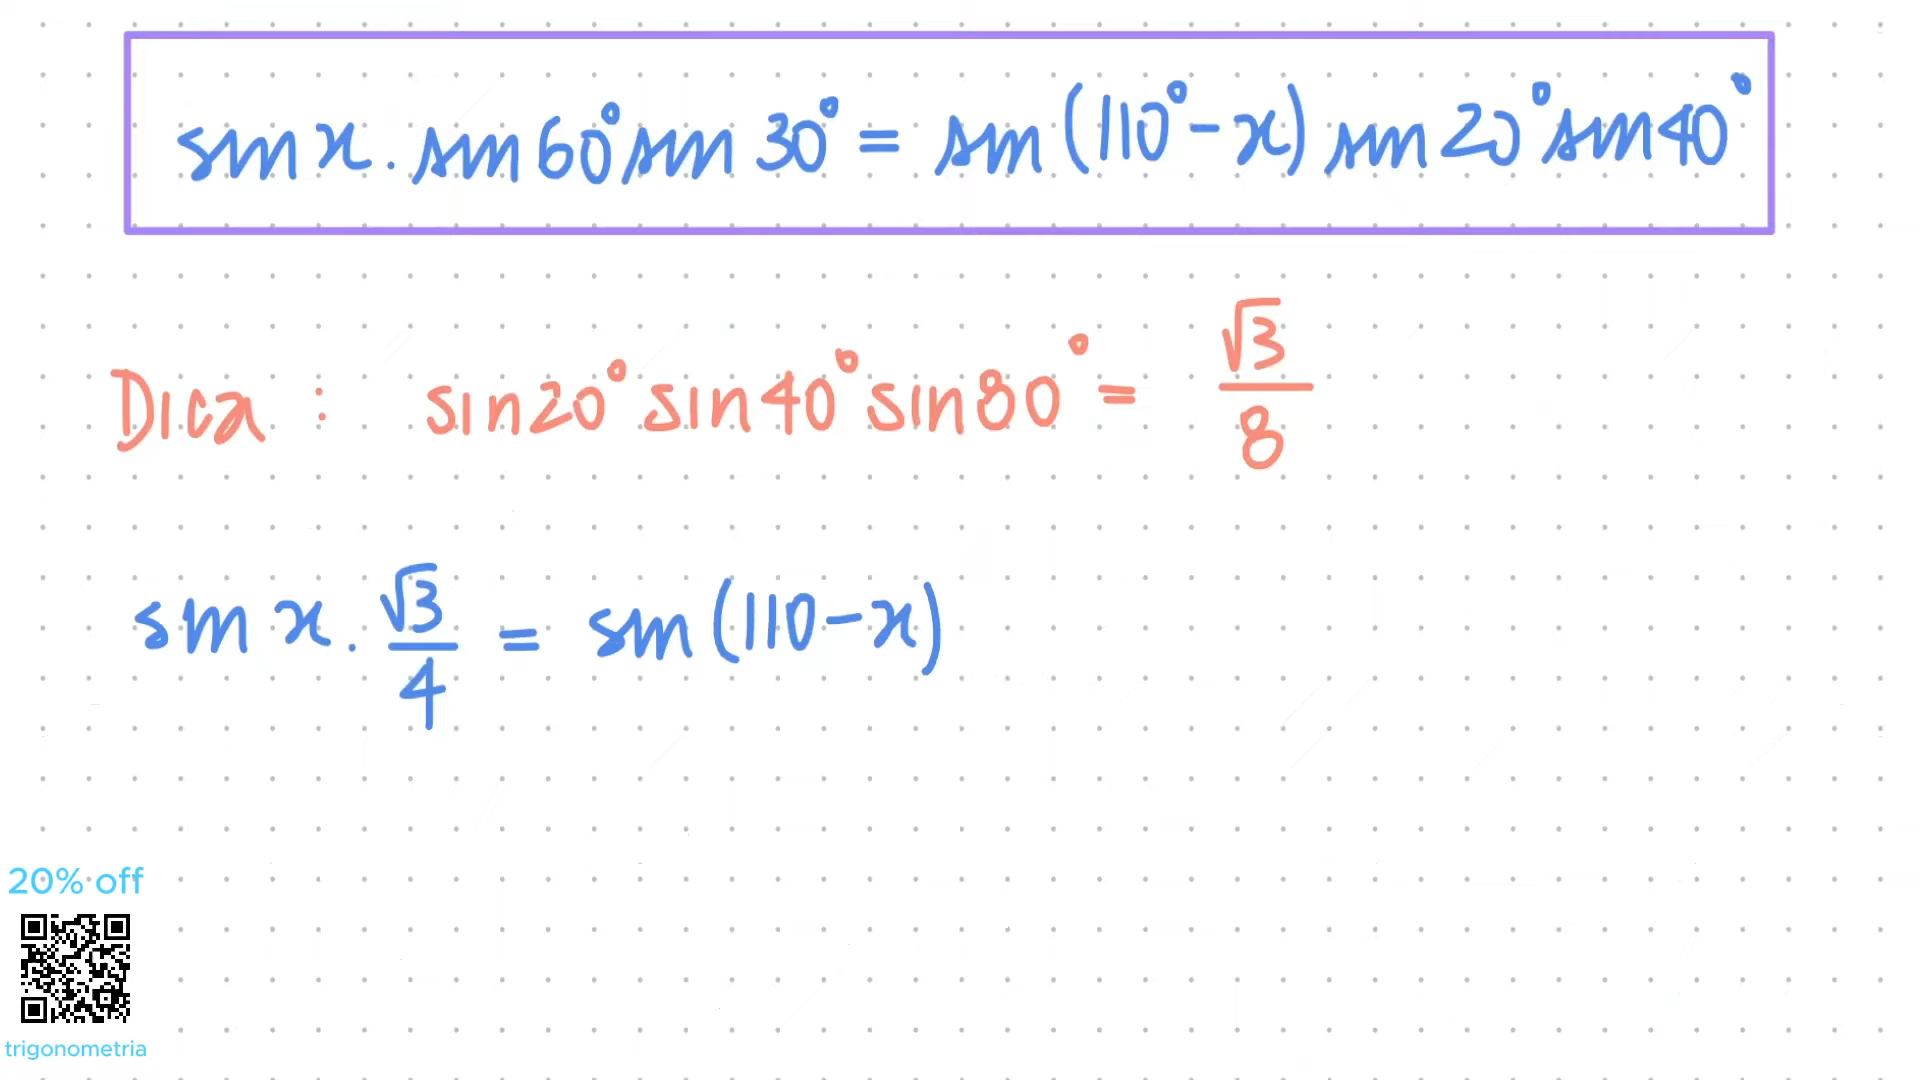 sin x . sin 60° sin 30° = sin (110° - x) sin 20° sin 40°
Dica : sin 20° sin 40° sin 80° = √3/8
sin x . √3/4 = sin (110 - x)
20% off
trigonometria